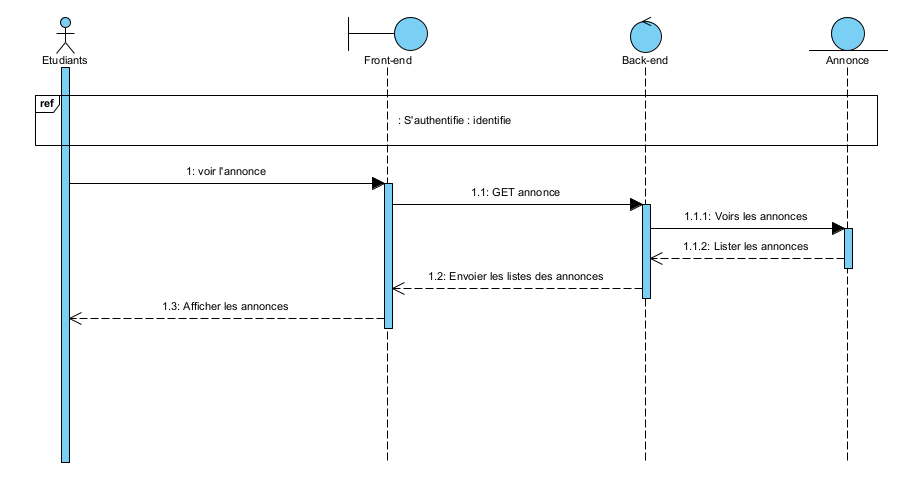 Etudiants
Front-end
Back-end
Annonce
ref
: S'authentifie : identifie
1: voir l'annonce
1.1: GET annonce
1.1.1: Voirs les annonces
1.1.2: Lister les annonces
1.2: Envoier les listes des annonces
1.3: Afficher les annonces